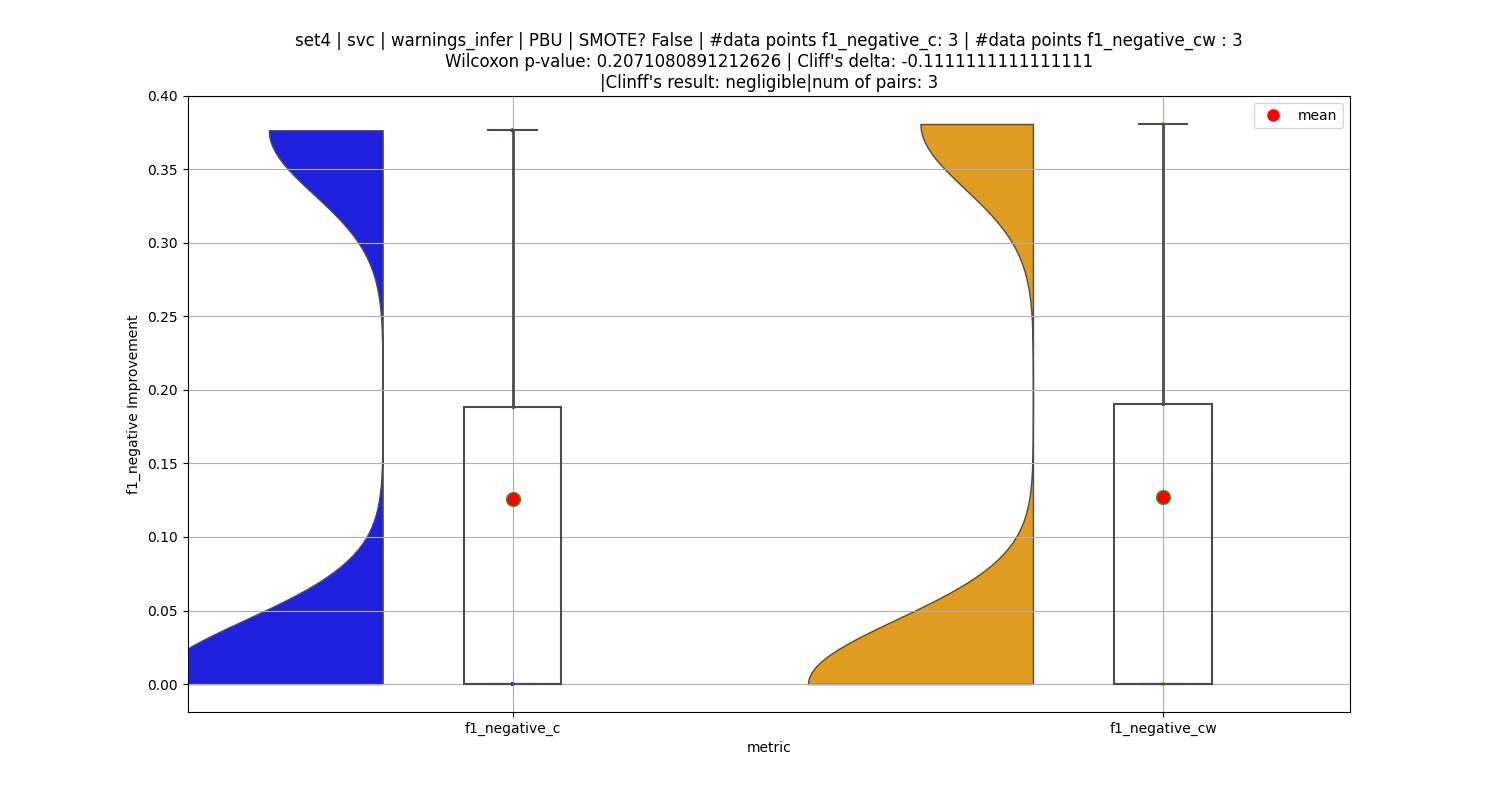 set4 | svc | warnings_infer | PBU | SMOTE? False | #data points f1_negative_c: 3 | #data points f1_negative_cw : 3
Wilcoxon p-value: 0.2071080891212626 | Cliff's delta: -0.1111111111111111
|Clinff's result: negligible|num of pairs: 3
mean
0.40
0.35
0.30
0.25
0.20
0.15
0.10
0.05
0.00
f1_negative Improvement
f1_negative_c
f1_negative_cw
metric